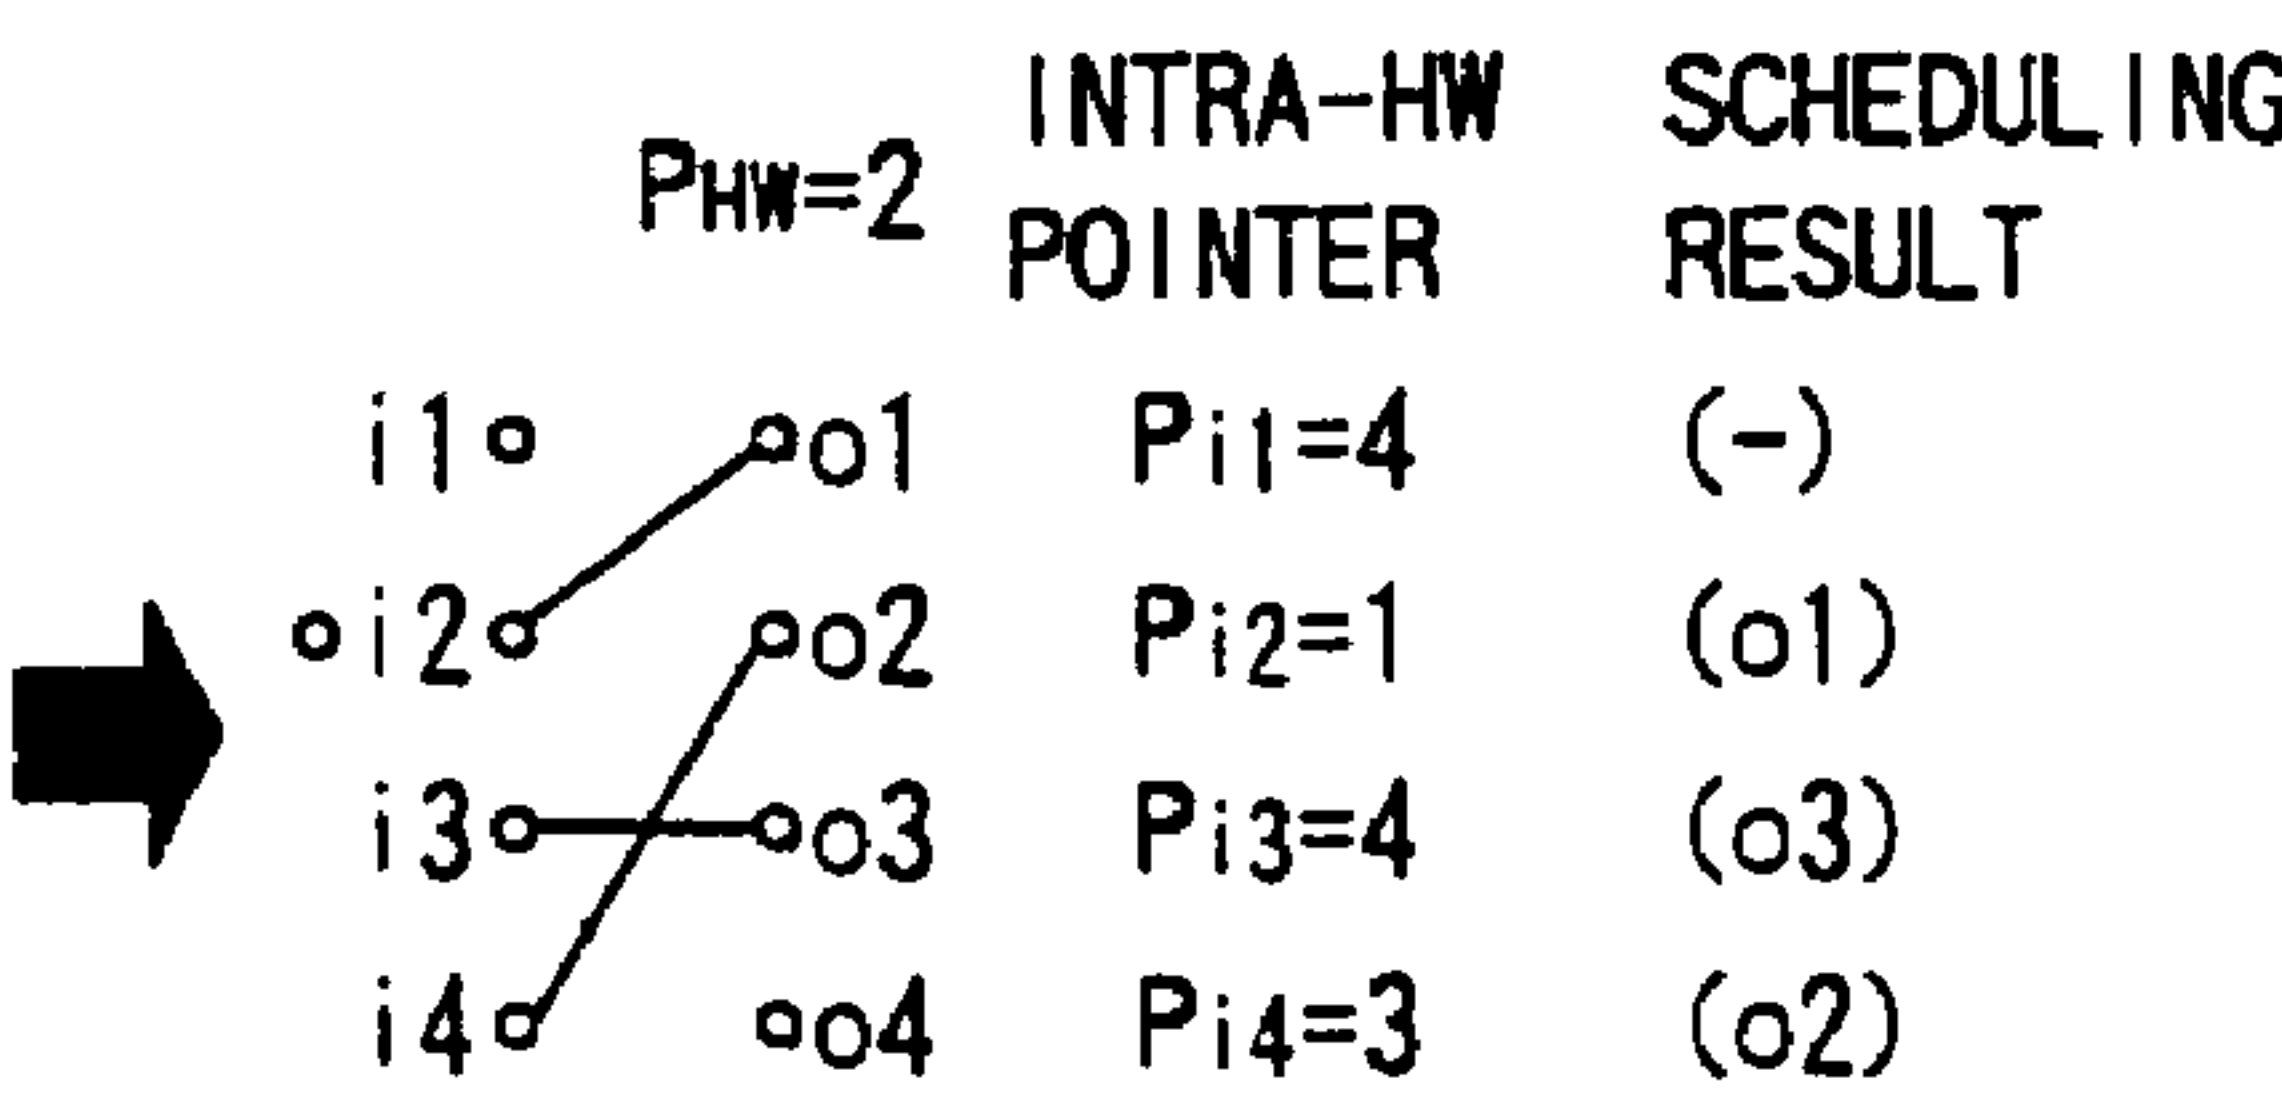 PHW=2 INTRA-HW POINTER SCHEDULING RESULT
i1 o1 Pi1=4 (-)
i2 o2 Pi2=1 (o1)
i3 o3 Pi3=4 (o3)
i4 o4 Pi4=3 (o2)